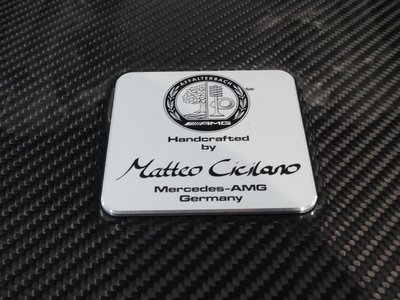 AFFALTERBACH
AMG
Handcrafted
by
Matteo Cicilano
Mercedes-AMG
Germany